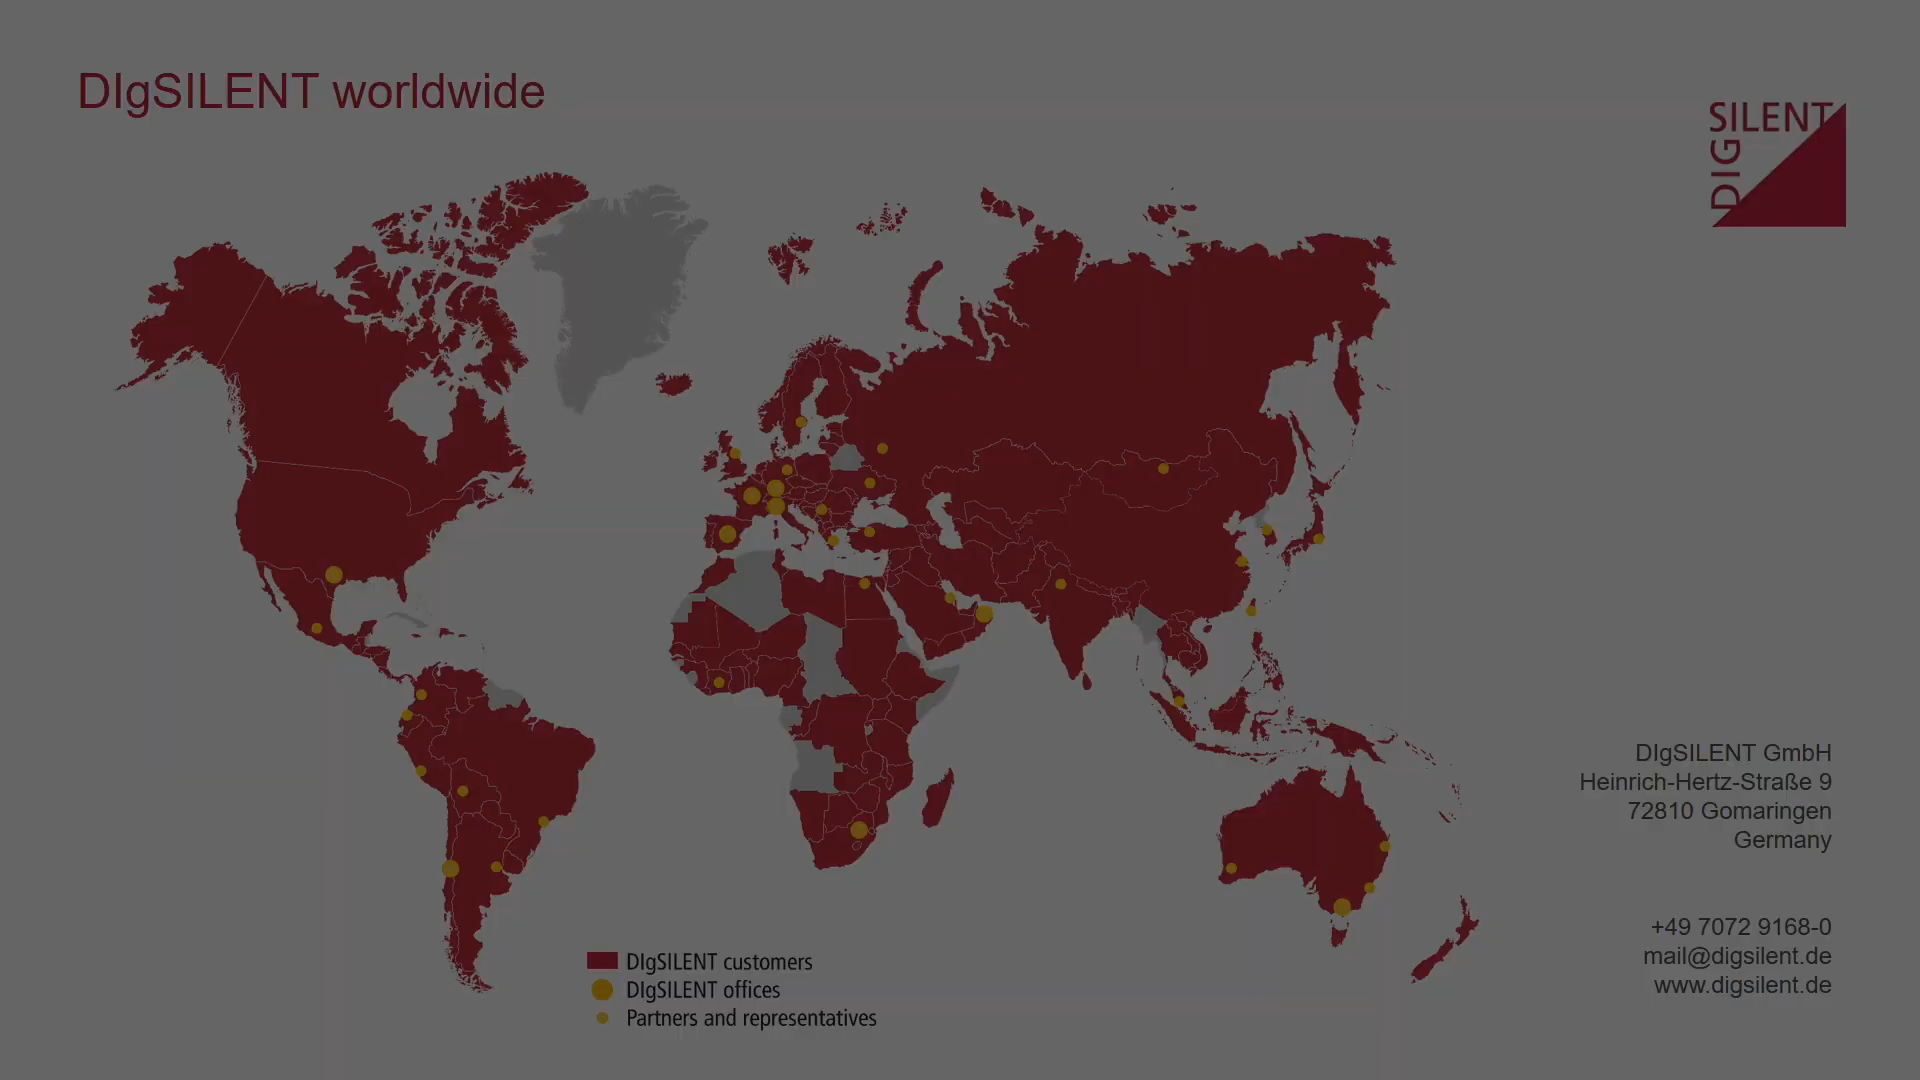 DIgSILENT worldwide
SILENT
DIG
DIgSILENT GmbH
Heinrich-Hertz-Straße 9
72810 Gomaringen
Germany
+49 7072 9168-0
mail@digsilent.de
www.digsilent.de
DIgSILENT customers
DIgSILENT offices
Partners and representatives